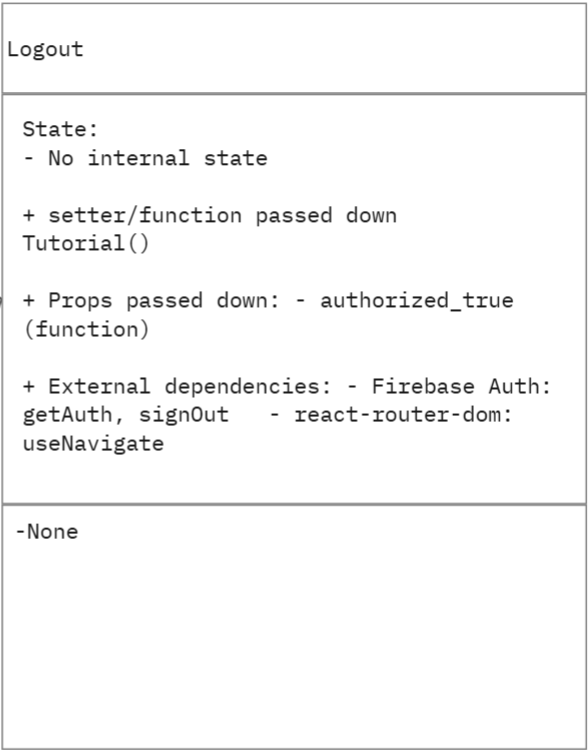 Logout
State:
- No internal state
+ setter/function passed down
Tutorial()
+ Props passed down: - authorized_true
(function)
+ External dependencies: - Firebase Auth:
getAuth, signOut   - react-router-dom:
useNavigate
-None